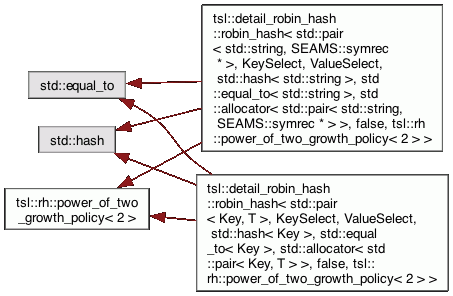 tsl::detail_robin_hash
::robin_hash< std::pair
< std::string, SEAMS::symrec
 * >, KeySelect, ValueSelect,
 std::hash< std::string >, std
::equal_to< std::string >, std
::allocator< std::pair< std::string,
 SEAMS::symrec * > >, false, tsl::rh
::power_of_two_growth_policy< 2 > >
std::equal_to
std::hash
tsl::rh::power_of_two
_growth_policy< 2 >
tsl::detail_robin_hash
::robin_hash< std::pair
< Key, T >, KeySelect, ValueSelect,
 std::hash< Key >, std::equal
_to< Key >, std::allocator< std
::pair< Key, T > >, false, tsl::
rh::power_of_two_growth_policy< 2 > >